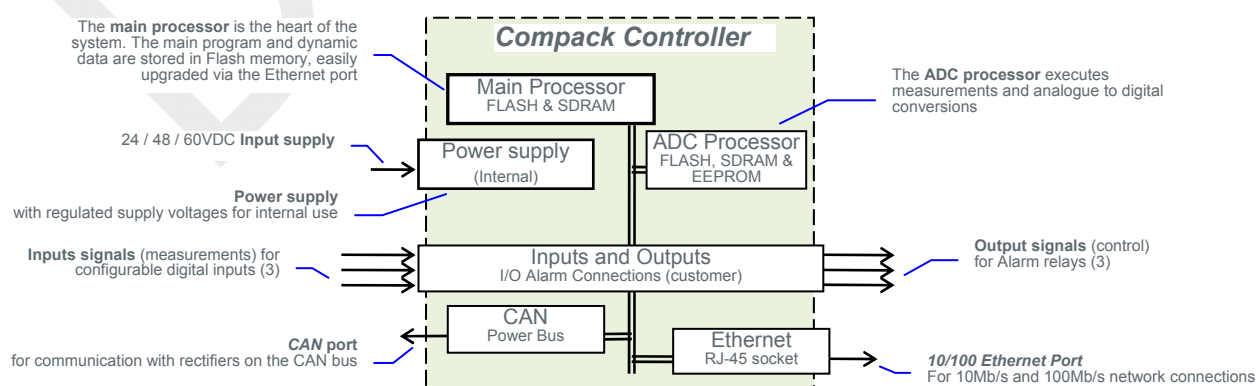 The main processor is the heart of the
system. The main program and dynamic
data are stored in Flash memory, easily
upgraded via the Ethernet port
Compack Controller
Main Processor
FLASH & SDRAM
The ADC processor executes
measurements and analogue to digital
conversions
24 / 48 / 60VDC Input supply
Power supply
(Internal)
ADC Processor
FLASH, SDRAM &
EEPROM
Power supply
with regulated supply voltages for internal use
Inputs signals (measurements) for
configurable digital inputs (3)
Inputs and Outputs
I/O Alarm Connections (customer)
Output signals (control)
for Alarm relays (3)
CAN
Power Bus
CAN port
for communication with rectifiers on the CAN bus
Ethernet
RJ-45 socket
10/100 Ethernet Port
For 10Mb/s and 100Mb/s network connections